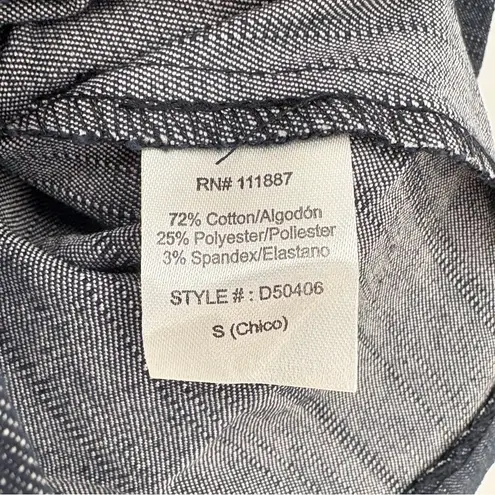 RN# 111887
72% Cotton/Algodón
25% Polyester/Poliester
3% Spandex/Elastano
STYLE # : D50406
S (Chico)